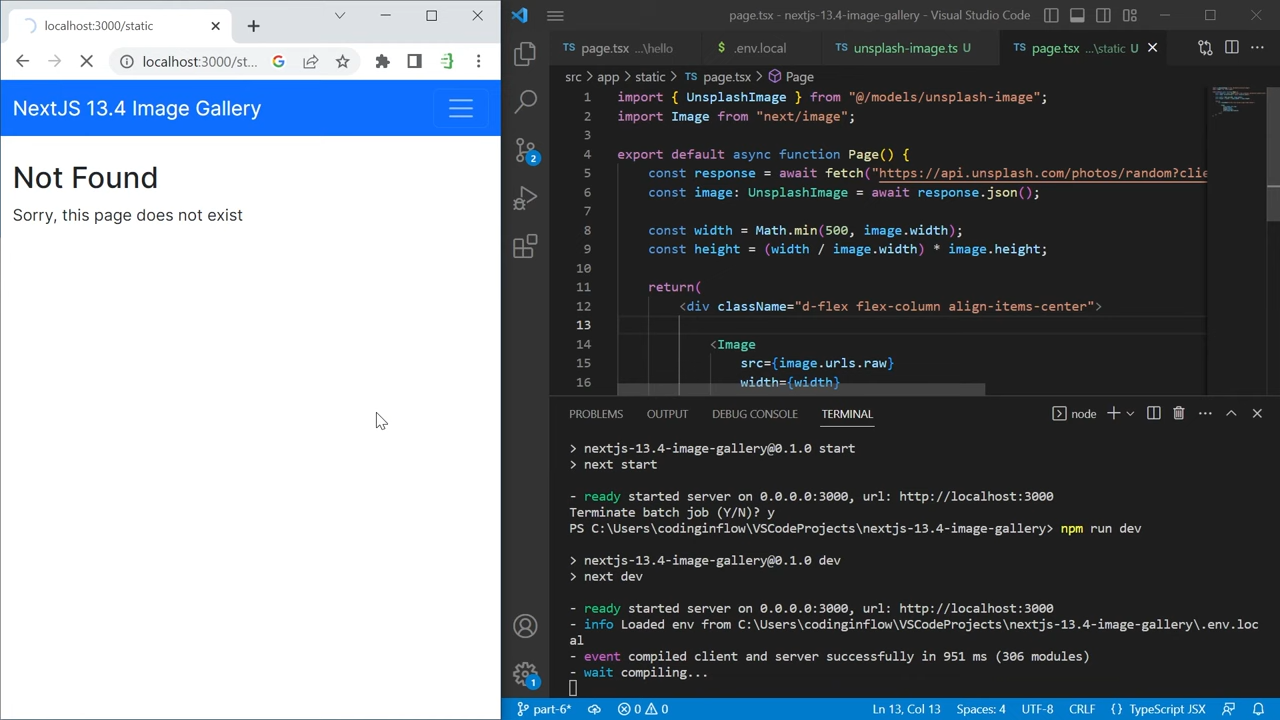 localhost:3000/static
localhost:3000/st...
NextJS 13.4 Image Gallery
Not Found
Sorry, this page does not exist
page.tsx - nextjs-13.4-image-gallery - Visual Studio Code
page.tsx ...\hello
.env.local
unsplash-image.ts U
page.tsx ...\static U
src > app > static > page.tsx > Page
1 import { UnsplashImage } from "@/models/unsplash-image";
2 import Image from "next/image";
3
4 export default async function Page() {
5 const response = await fetch("https://api.unsplash.com/photos/random?clie
6 const image: UnsplashImage = await response.json();
7
8 const width = Math.min(500, image.width);
9 const height = (width / image.width) * image.height;
10
11 return(
12 <div className="d-flex flex-column align-items-center">
13
14 <Image
15 src={image.urls.raw}
16 width={width}
2
PROBLEMS OUTPUT DEBUG CONSOLE TERMINAL
node
> nextjs-13.4-image-gallery@0.1.0 start
> next start
- ready started server on 0.0.0.0:3000, url: http://localhost:3000
Terminate batch job (Y/N)? y
PS C:\Users\codinginflow\VSCodeProjects\nextjs-13.4-image-gallery> npm run dev
> nextjs-13.4-image-gallery@0.1.0 dev
> next dev
- ready started server on 0.0.0.0:3000, url: http://localhost:3000
- info Loaded env from C:\Users\codinginflow\VSCodeProjects\nextjs-13.4-image-gallery\.env.loc
al
- event compiled client and server successfully in 951 ms (306 modules)
- wait compiling...
1
part-6* 0 0 Ln 13, Col 13 Spaces: 4 UTF-8 CRLF {} TypeScript JSX